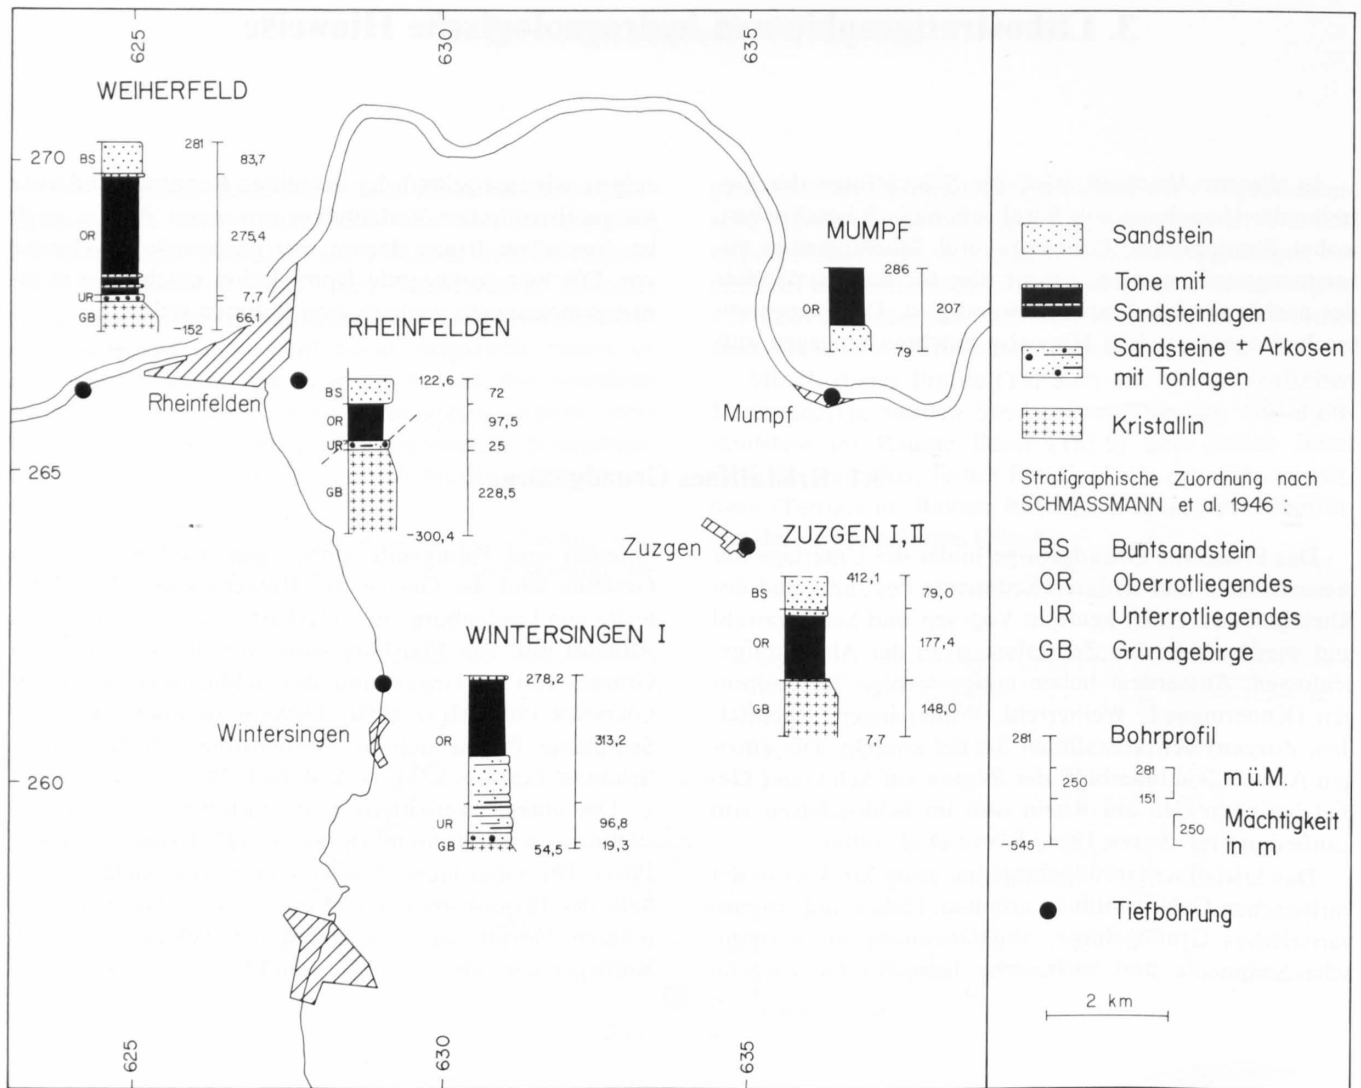 625
630
635
WEIHERFELD
270
BS
281
83,7
OR
275,4
UR
7,7
GB
66,1
-152
Rheinfelden
RHEINFELDEN
BS
122,6
72
OR
97,5
UR
25
GB
228,5
-300,4
265
MUMPF
286
OR
207
79
Mumpf
Zuzgen
ZUZGEN I, II
412,1
BS
79,0
OR
177,4
GB
148,0
7,7
WINTERSINGEN I
278,2
Wintersingen
OR
313,2
UR
96,8
GB
54,5
19,3
260
625
630
635
Sandstein
Tone mit
Sandsteinlagen
Sandsteine + Arkosen
mit Tonlagen
Kristallin
Stratigraphische Zuordnung nach
SCHMASSMANN et al. 1946 :
BS Buntsandstein
OR Oberrotliegendes
UR Unterrotliegendes
GB Grundgebirge
Bohrprofil
281
250
-545
281
151
250
m ü.M.
Mächtigkeit
in m
Tiefbohrung
2 km